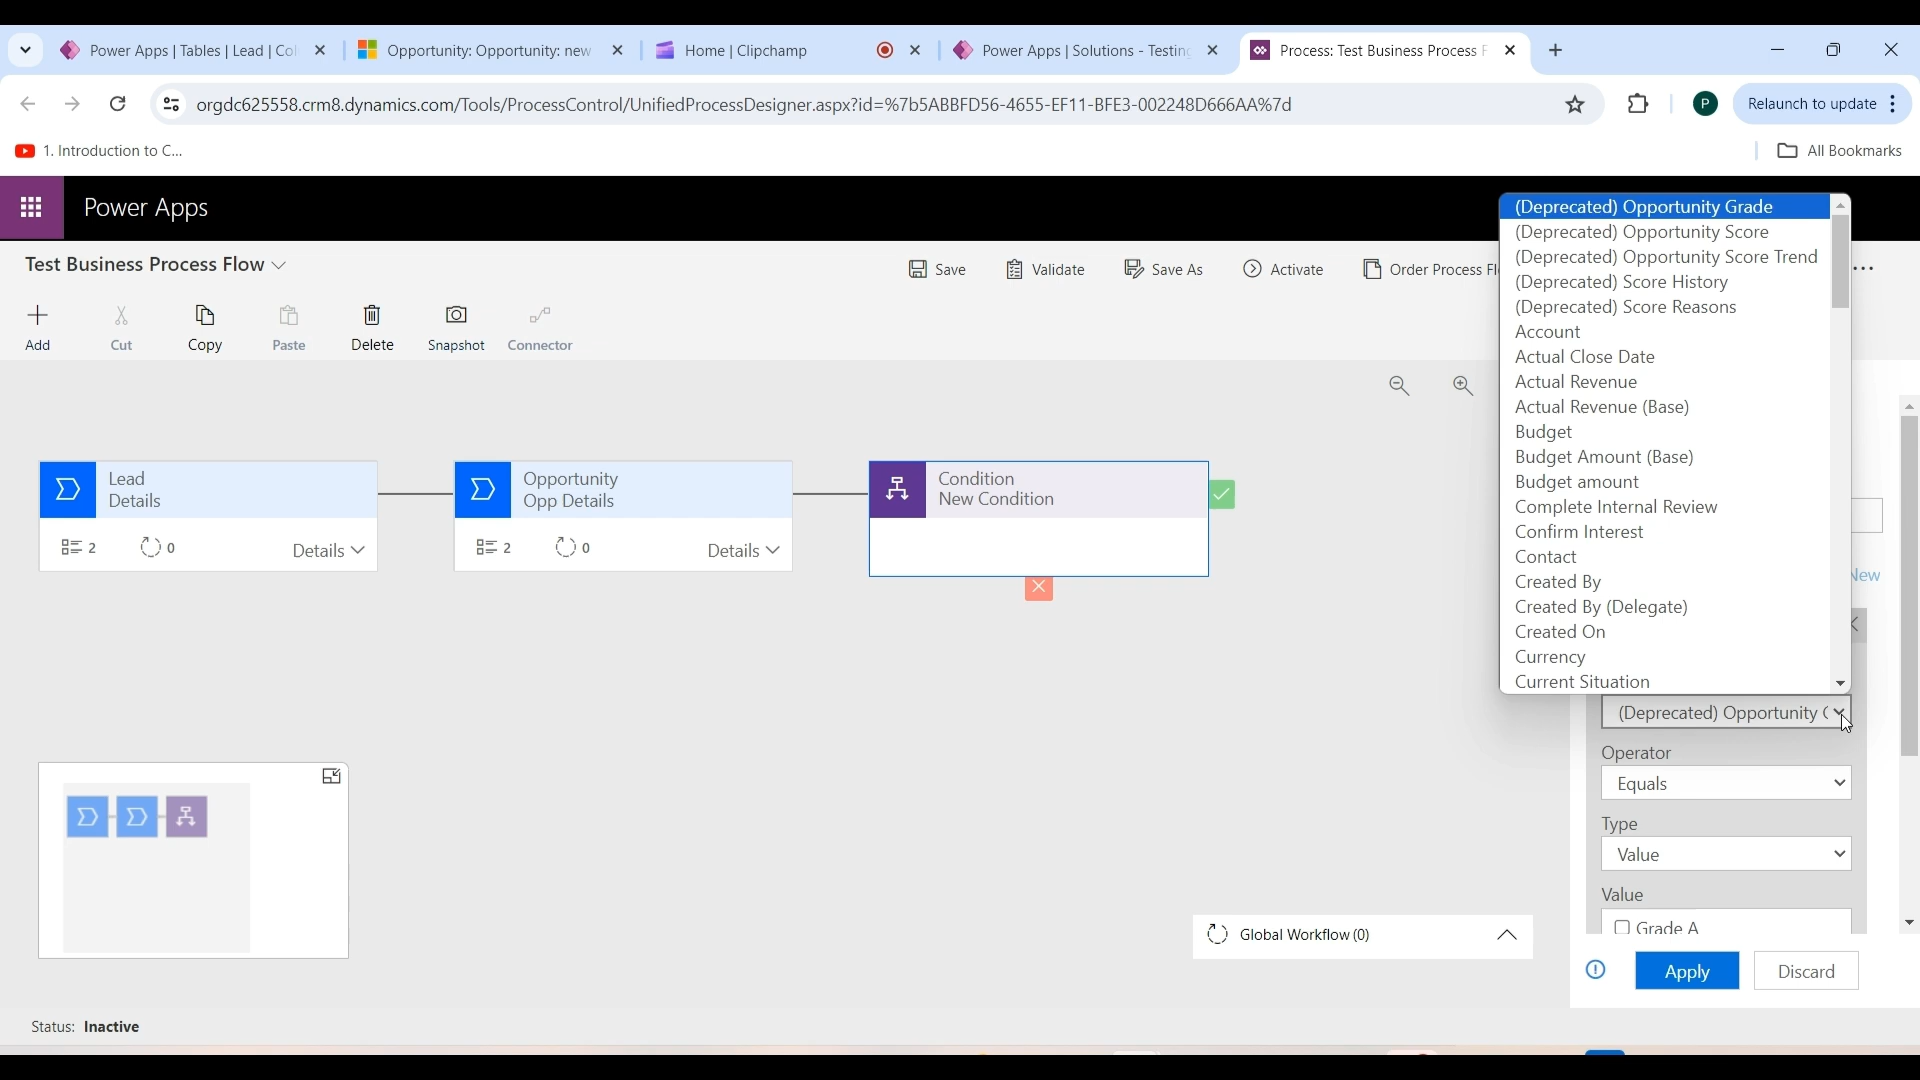 Power Apps | Tables | Lead | Col
Opportunity: Opportunity: new
Home | Clipchamp
Power Apps | Solutions - Testing
Process: Test Business Process F
orgdc625558.crm8.dynamics.com/Tools/ProcessControl/UnifiedProcessDesigner.aspx?id=%7b5ABBFD56-4655-EF11-BFE3-002248D666AA%7d
P
Relaunch to update
1. Introduction to C...
All Bookmarks
Power Apps
Test Business Process Flow
Save
Validate
Save As
Activate
Order Process Fl
Add
Cut
Copy
Paste
Delete
Snapshot
Connector
(Deprecated) Opportunity Grade
(Deprecated) Opportunity Score
(Deprecated) Opportunity Score Trend
(Deprecated) Score History
(Deprecated) Score Reasons
Account
Actual Close Date
Actual Revenue
Actual Revenue (Base)
Budget
Budget Amount (Base)
Budget amount
Complete Internal Review
Confirm Interest
Contact
Created By
Created By (Delegate)
Created On
Currency
Current Situation
Lead
Details
2
0
Details
Opportunity
Opp Details
2
0
Details
Condition
New Condition
New
(Deprecated) Opportunity (
Operator
Equals
Type
Value
Value
Grade A
Global Workflow (0)
Apply
Discard
Status: Inactive